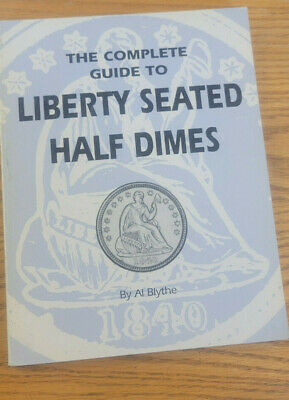 THE COMPLETE
GUIDE TO
LIBERTY SEATED
HALF DIMES
By Al Blythe
1840